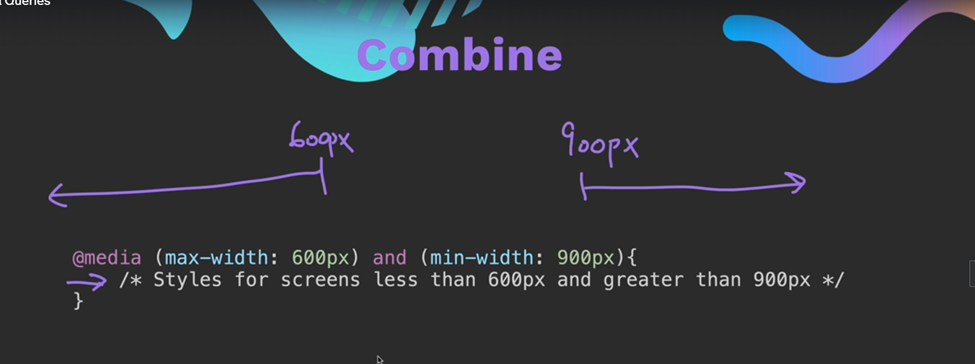 Queries
Combine
600px
900px
@media (max-width: 600px) and (min-width: 900px){
/* Styles for screens less than 600px and greater than 900px */
}